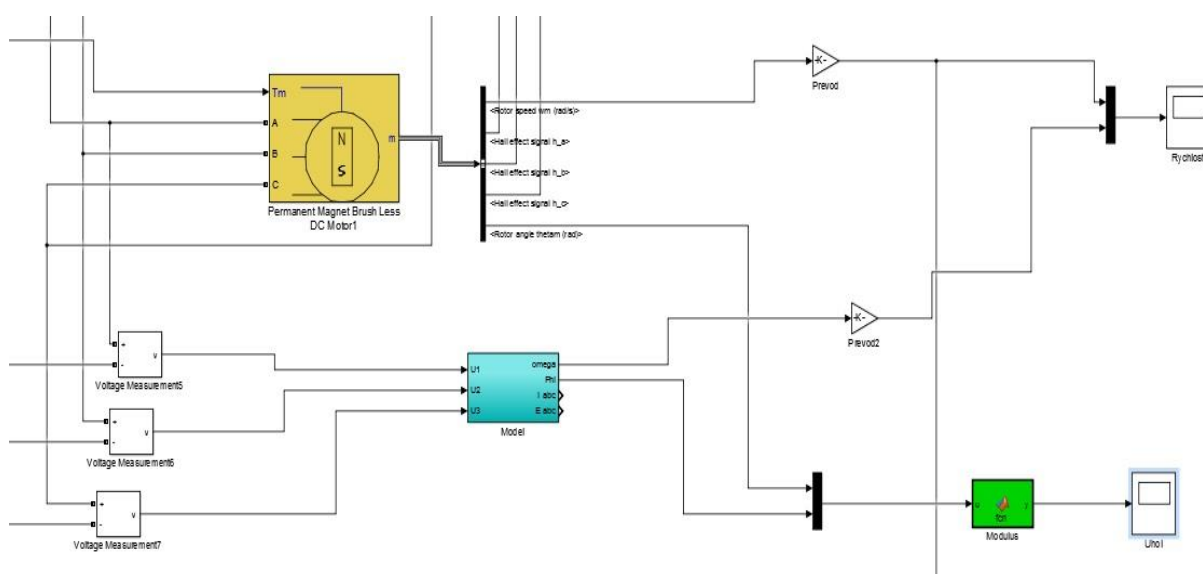 Tm
A
B
C
m
N
S
Permanent Magnet Brush Less
DC Motor1
<Rotor speed wm (rad/s)>
<Hall effect signal h_a>
<Hall effect signal h_b>
<Hall effect signal h_c>
<Rotor angle thetam (rad)>
-K-
Prevod
Rychlost
-K-
Prevod2
+
-
v
Voltage Measurement5
+
-
v
Voltage Measurement6
+
-
v
Voltage Measurement7
U1
U2
U3
omega
Phi
I abc
E abc
Model
u
fcn
y
Modulus
Uhol